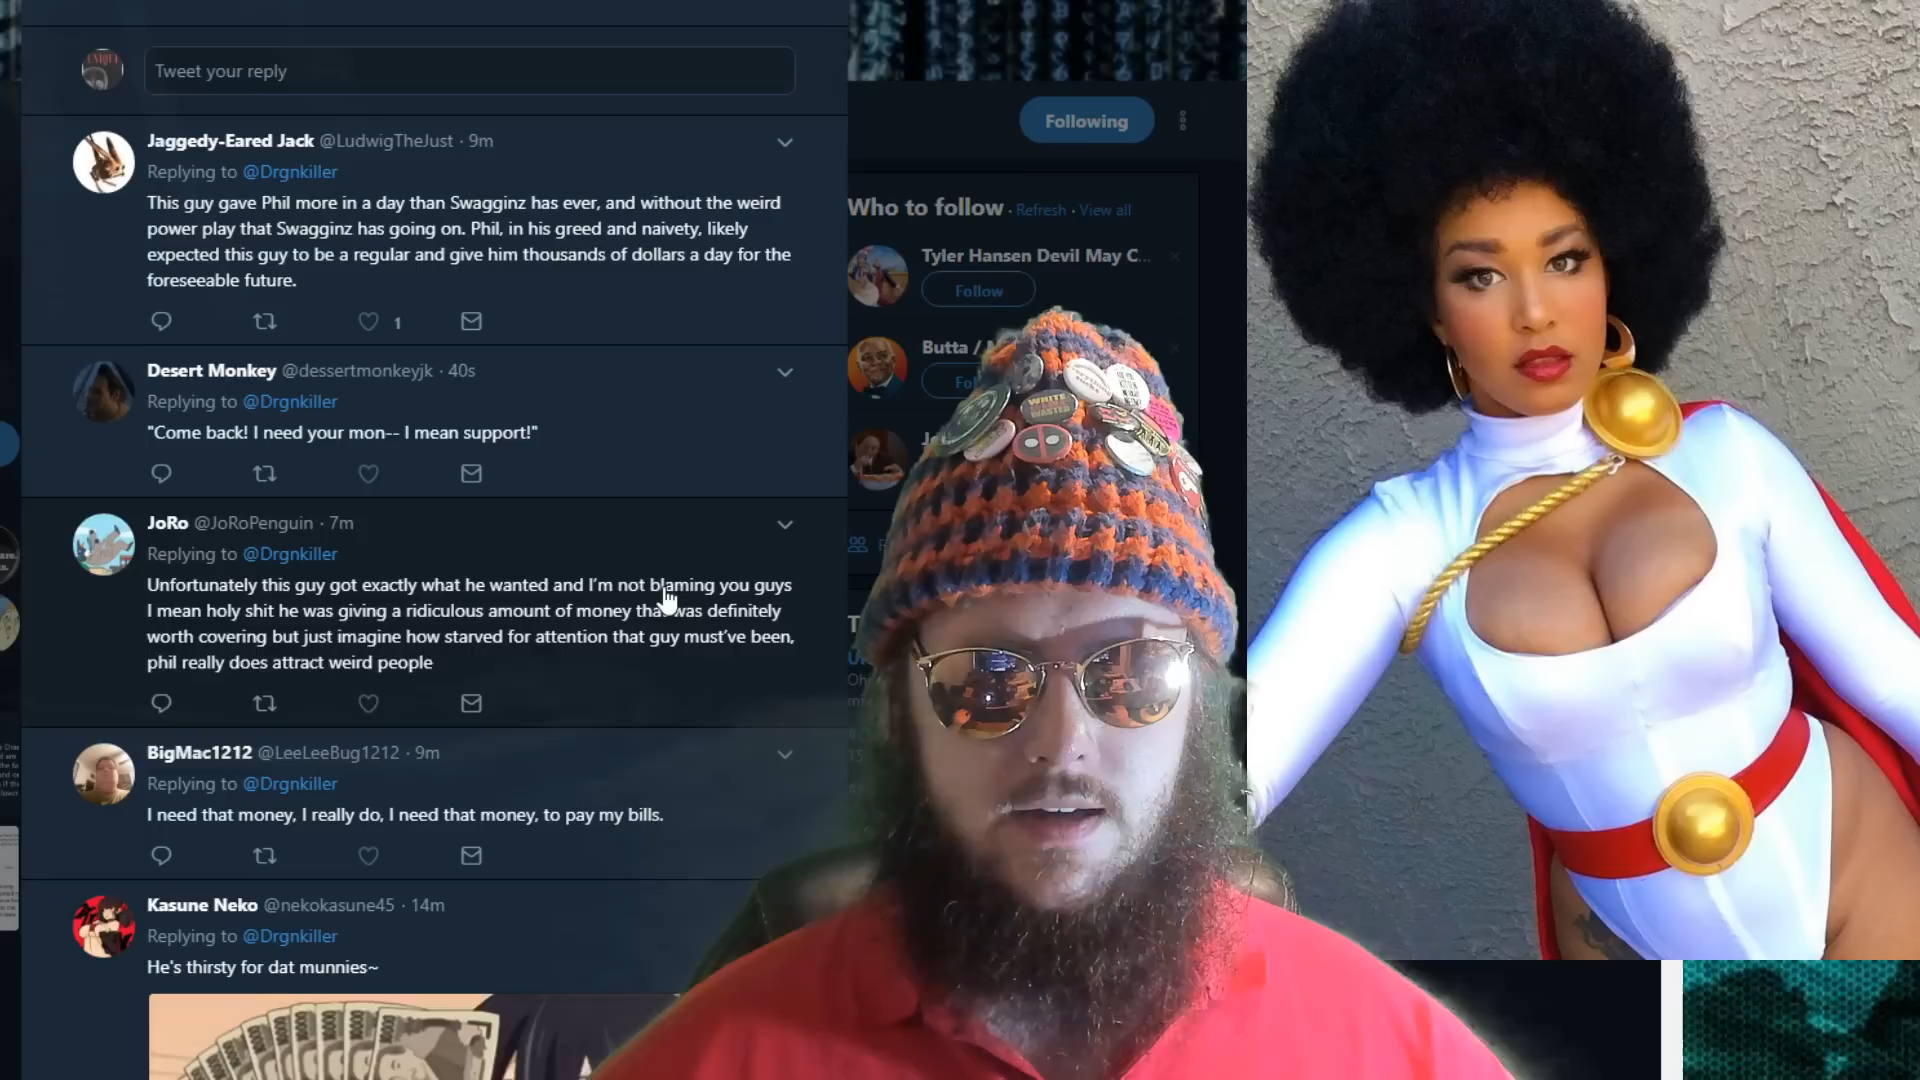 Tweet your reply
Jaggedy-Eared Jack @LudwigTheJust · 9m
Replying to @Drgnkiller
This guy gave Phil more in a day than Swagginz has ever, and without the weird
power play that Swagginz has going on. Phil, in his greed and naivety, likely
expected this guy to be a regular and give him thousands of dollars a day for the
foreseeable future.
1
Desert Monkey @dessertmonkeyjk · 40s
Replying to @Drgnkiller
"Come back! I need your mon-- I mean support!"
JoRo @JoRoPenguin · 7m
Replying to @Drgnkiller
Unfortunately this guy got exactly what he wanted and I'm not blaming you guys
I mean holy shit he was giving a ridiculous amount of money that was definitely
worth covering but just imagine how starved for attention that guy must've been,
phil really does attract weird people
BigMac1212 @LeeLeeBug1212 · 9m
Replying to @Drgnkiller
I need that money, I really do, I need that money, to pay my bills.
Kasune Neko @nekokasune45 · 14m
Replying to @Drgnkiller
He's thirsty for dat munnies~
Following
Who to follow · Refresh · View all
Tyler Hansen Devil May C...
Follow
Butta /